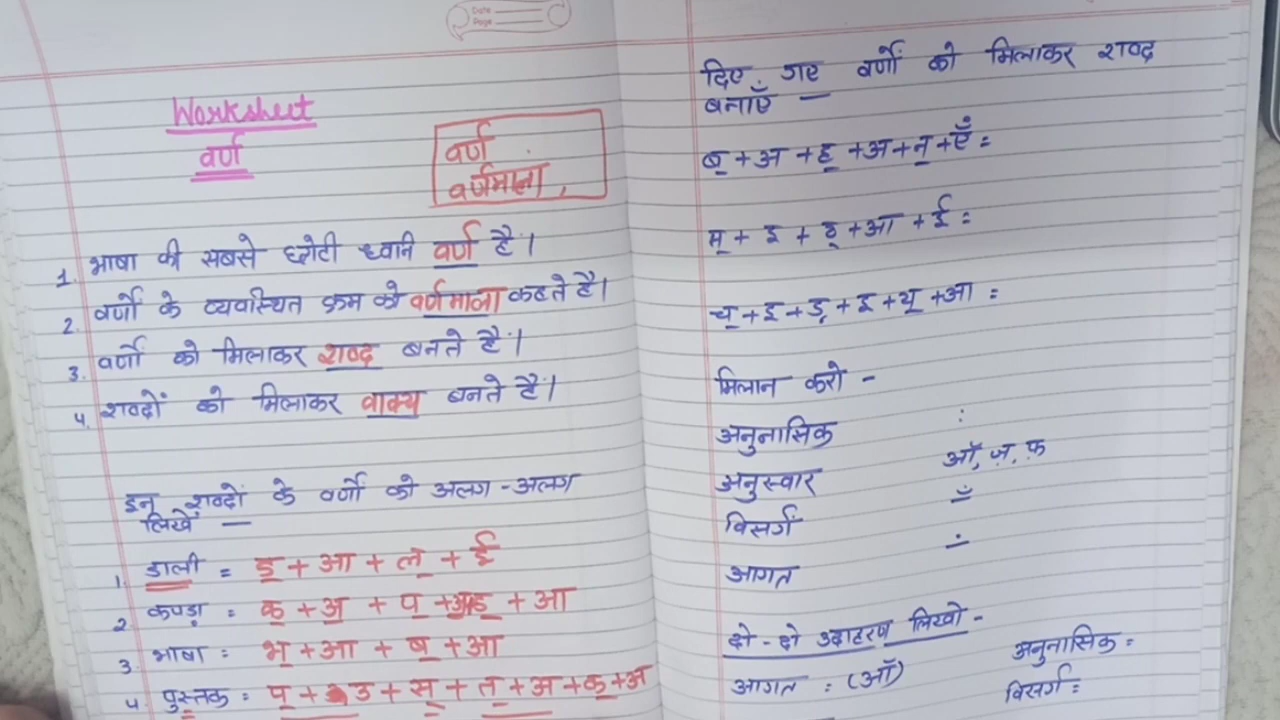 Date
Page
Worksheet
वर्ण
वर्ण
वर्णमाला,
1. भाषा की सबसे छोटी ध्वनि वर्ण है।
2. वर्णो के व्यवस्थित क्रम को वर्णमाला कहते है।
3. वर्णो को मिलाकर शब्द बनते है।
4. शब्दों को मिलाकर वाक्य बनते हैं।
इन शब्दों के वर्णो को अलग-अलग
लिखें —
1. डाली = ड् + आ + ल् + ई
2. कपड़ा = क् + अ + प् + अ ड़् + आ
3. भाषा = भ् + आ + ष् + आ
4. पुस्तक = प् + उ + स् + त् + अ + क् + अ
दिए गए वर्णों को मिलाकर शब्द
बनाएँ —
ब् + अ + ह् + अ + न् + एँ =
म् + इ + ठ् + आ + ई =
च् + इ + ड़् + इ + य् + आ =
मिलान करो -
अनुनासिक :
अनुस्वार ऑ, ज़, फ़
विसर्ग ँ
आगत ं
दो-दो उदाहरण लिखो -
आगत : (ऑ) अनुनासिक :
विसर्ग :